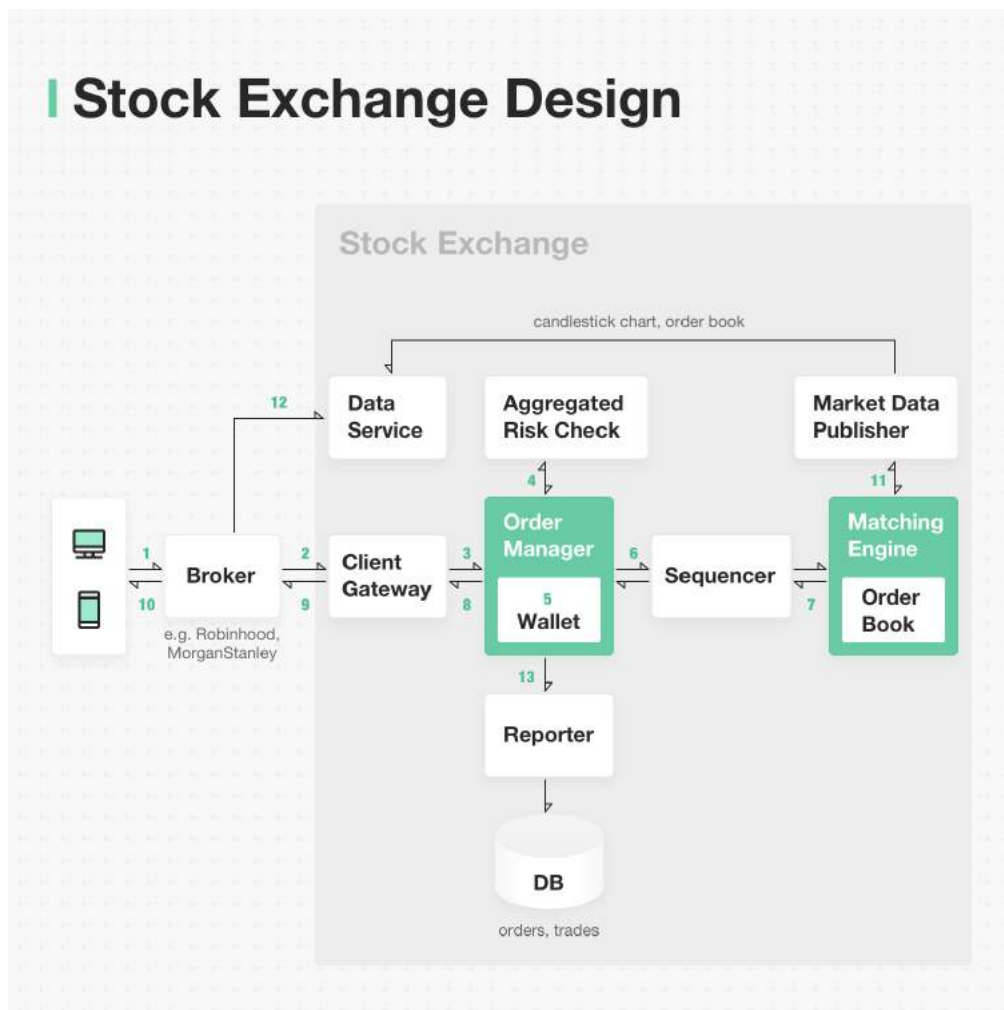 Stock Exchange Design
Stock Exchange
candlestick chart, order book
12
Data
Service
Aggregated
Risk Check
Market Data
Publisher
4
11
1
10
Broker
e.g. Robinhood,
MorganStanley
2
9
Client
Gateway
3
8
Order
Manager
5
Wallet
6
Sequencer
7
Matching
Engine
Order
Book
13
Reporter
DB
orders, trades